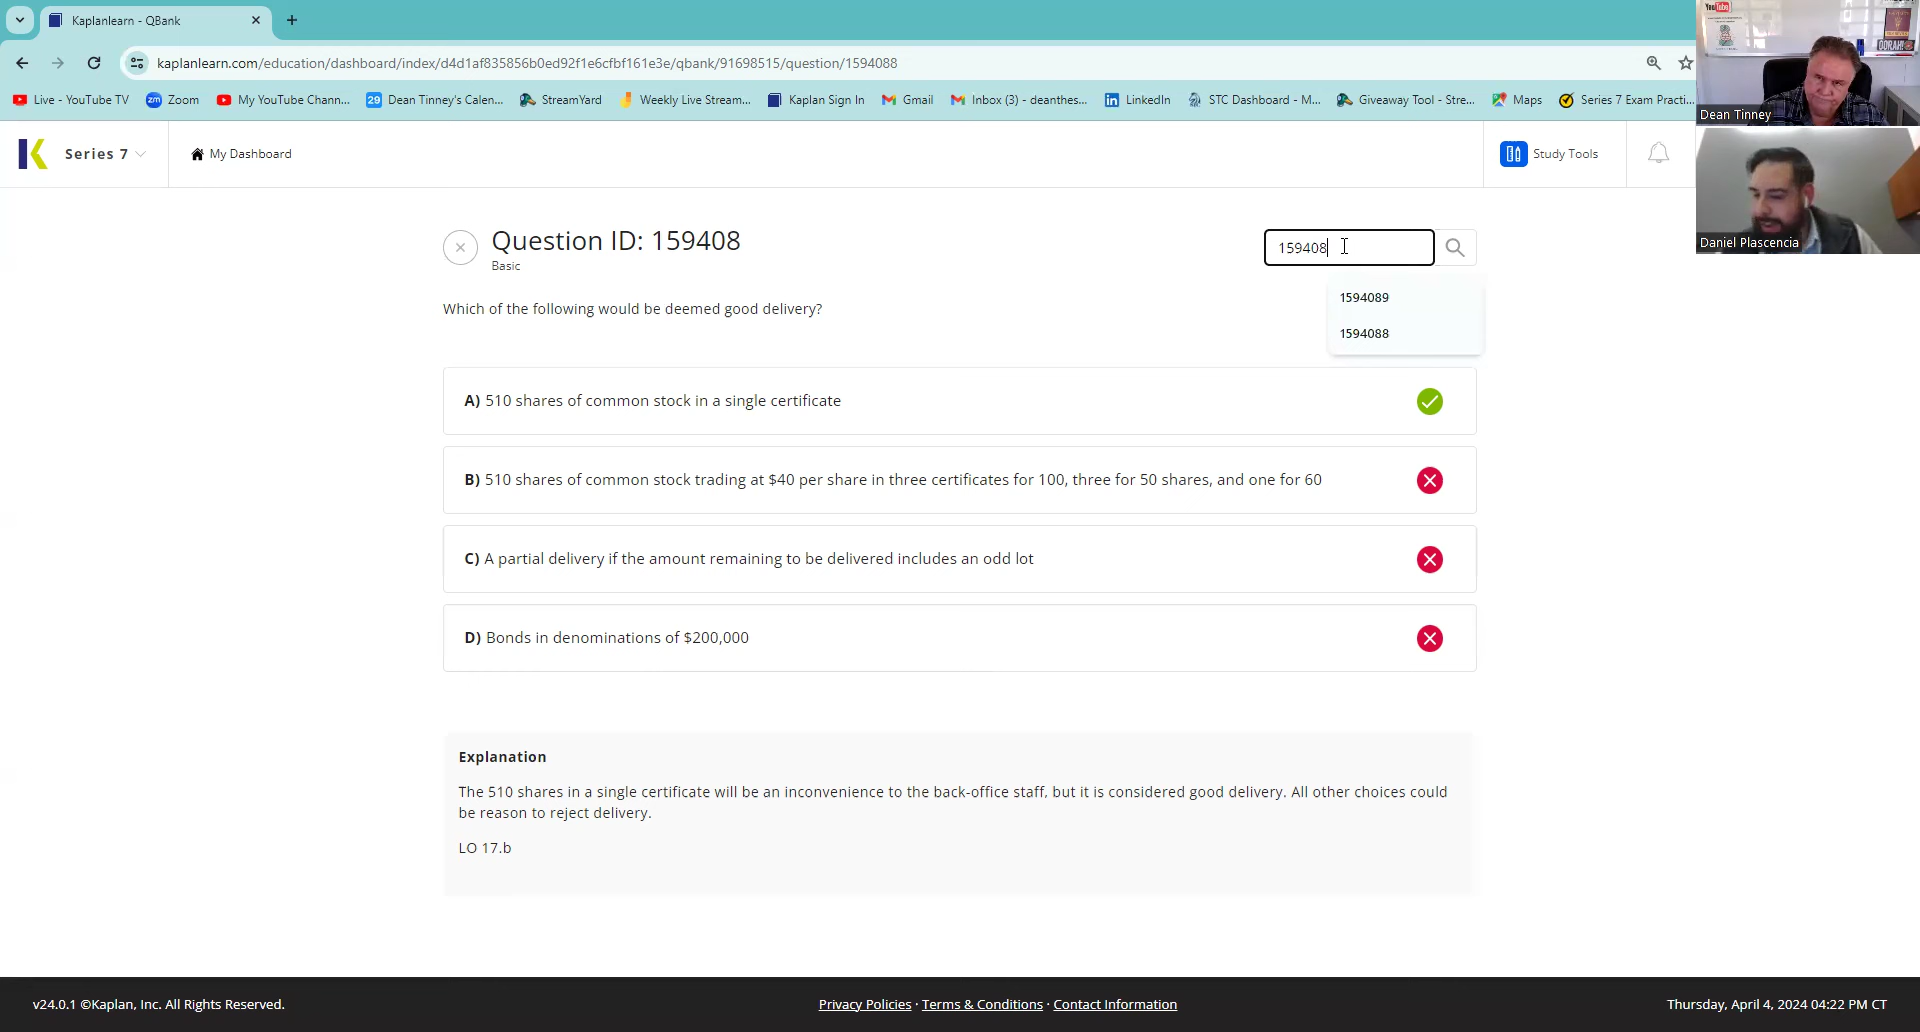 Kaplanlearn - QBank
kaplanlearn.com/education/dashboard/index/d4d1af835856b0ed92f1e6cfbf161e3e/qbank/91698515/question/1594088
Live - YouTube TV
Zoom
My YouTube Chann...
29
Dean Tinney's Calen...
StreamYard
Weekly Live Stream...
Kaplan Sign In
Gmail
Inbox (3) - deanthes...
LinkedIn
STC Dashboard - M...
Giveaway Tool - Stre...
Maps
Series 7 Exam Practi...
YouTube
OORAH!
Dean Tinney
Daniel Plascencia
Series 7
My Dashboard
Study Tools
Question ID: 159408
Basic
159408
1594089
1594088
Which of the following would be deemed good delivery?
A) 510 shares of common stock in a single certificate
B) 510 shares of common stock trading at $40 per share in three certificates for 100, three for 50 shares, and one for 60
C) A partial delivery if the amount remaining to be delivered includes an odd lot
D) Bonds in denominations of $200,000
Explanation
The 510 shares in a single certificate will be an inconvenience to the back-office staff, but it is considered good delivery. All other choices could
be reason to reject delivery.
LO 17.b
v24.0.1 ©Kaplan, Inc. All Rights Reserved.
Privacy Policies · Terms & Conditions · Contact Information
Thursday, April 4, 2024 04:22 PM CT